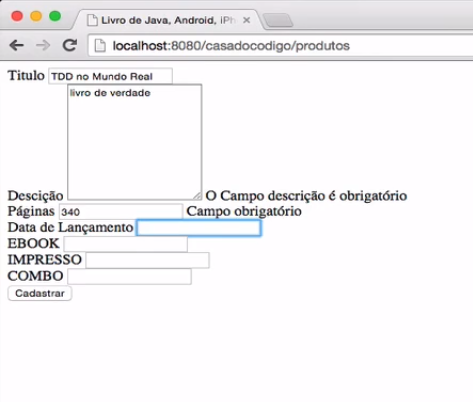 Livro de Java, Android, iPh
localhost:8080/casadocodigo/produtos
Titulo TDD no Mundo Real
livro de verdade
Descição O Campo descrição é obrigatório
Páginas 340 Campo obrigatório
Data de Lançamento
EBOOK
IMPRESSO
COMBO
Cadastrar